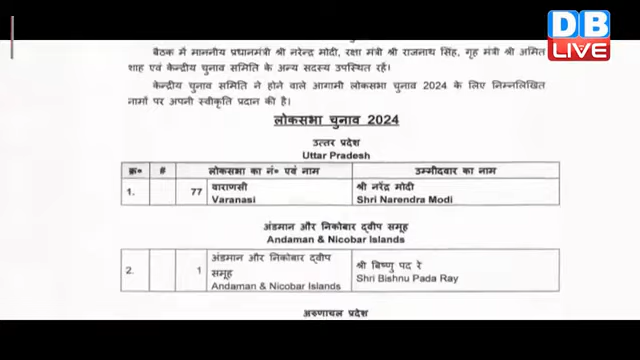 DB
LIVE
बैठक में माननीय प्रधानमंत्री श्री नरेन्द्र मोदी, रक्षा मंत्री श्री राजनाथ सिंह, गृह मंत्री श्री अमित
शाह एवं केन्द्रीय चुनाव समिति के अन्य सदस्य उपस्थित रहें।
केन्द्रीय चुनाव समिति ने होने वाले आगामी लोकसभा चुनाव 2024 के लिए निम्नलिखित
नामों पर अपनी स्वीकृति प्रदान की है।
लोकसभा चुनाव 2024
उत्तर प्रदेश
Uttar Pradesh
क्र० # लोकसभा का नं० एवं नाम उम्मीदवार का नाम
1. 77 वाराणसी श्री नरेंद्र मोदी
Varanasi Shri Narendra Modi
अंडमान और निकोबार द्वीप समूह
Andaman & Nicobar Islands
2. 1 अंडमान और निकोबार द्वीप श्री बिष्णु पद रे
समूह Shri Bishnu Pada Ray
Andaman & Nicobar Islands
अरुणाचल प्रदेश